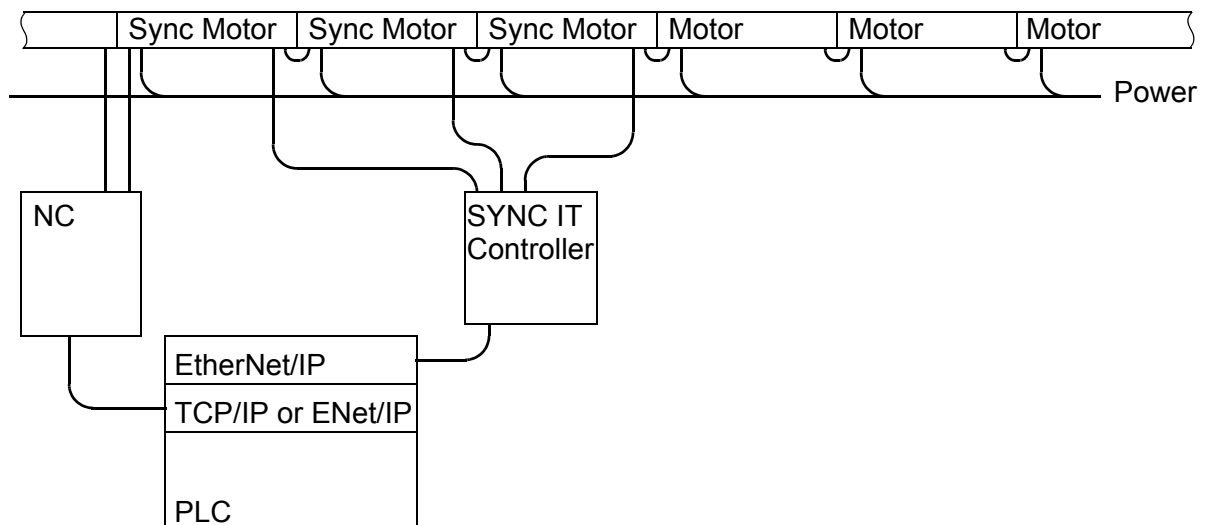 Sync Motor
Sync Motor
Sync Motor
Motor
Motor
Motor
Power
NC
SYNC IT
Controller
EtherNet/IP
TCP/IP or ENet/IP
PLC